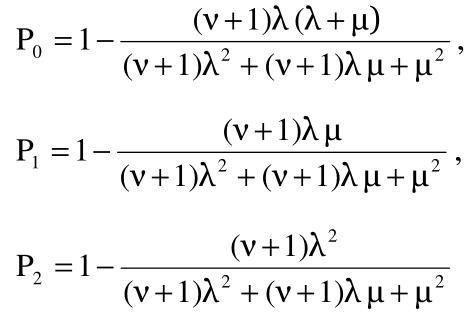 P₀ = 1 − (ν+1)λ(λ+μ) / ((ν+1)λ² + (ν+1)λμ + μ²) ,
P₁ = 1 − (ν+1)λμ / ((ν+1)λ² + (ν+1)λμ + μ²) ,
P₂ = 1 − (ν+1)λ² / ((ν+1)λ² + (ν+1)λμ + μ²)